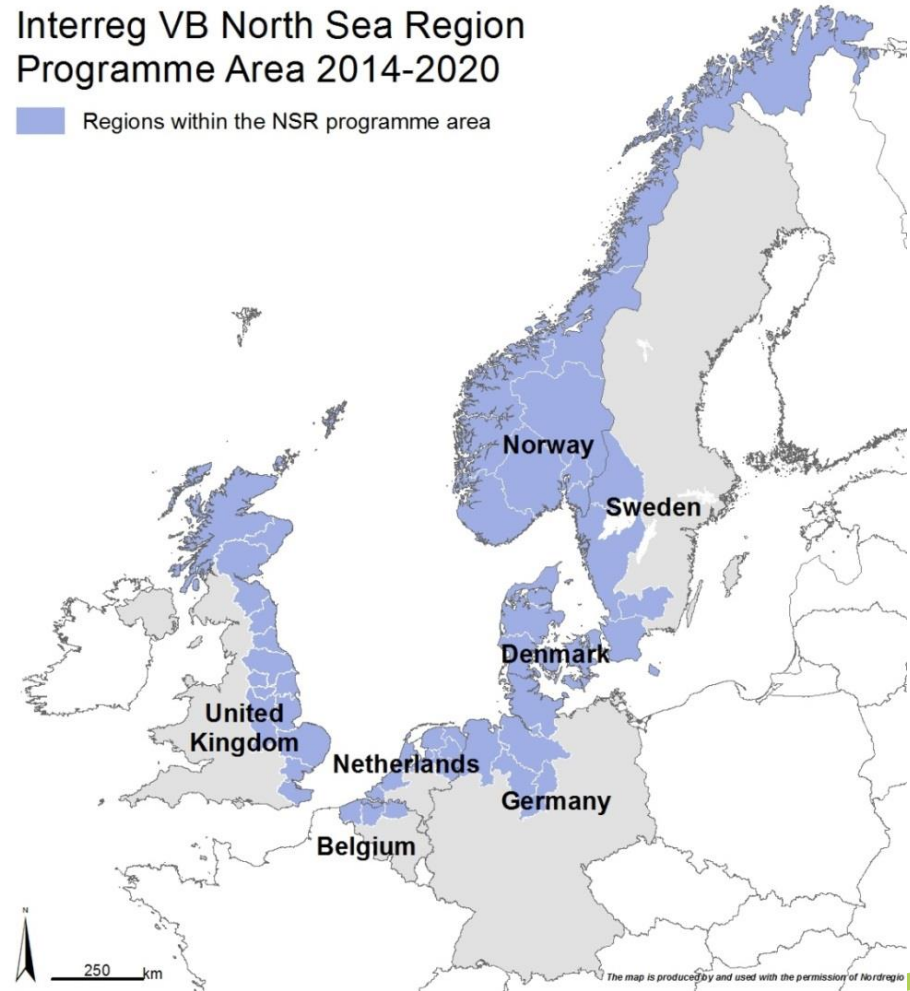 Interreg VB North Sea Region
Programme Area 2014-2020
Regions within the NSR programme area
Norway
Sweden
Denmark
United
Kingdom
Netherlands
Germany
Belgium
N
250 km
The map is produced by and used with the permission of Nordregio